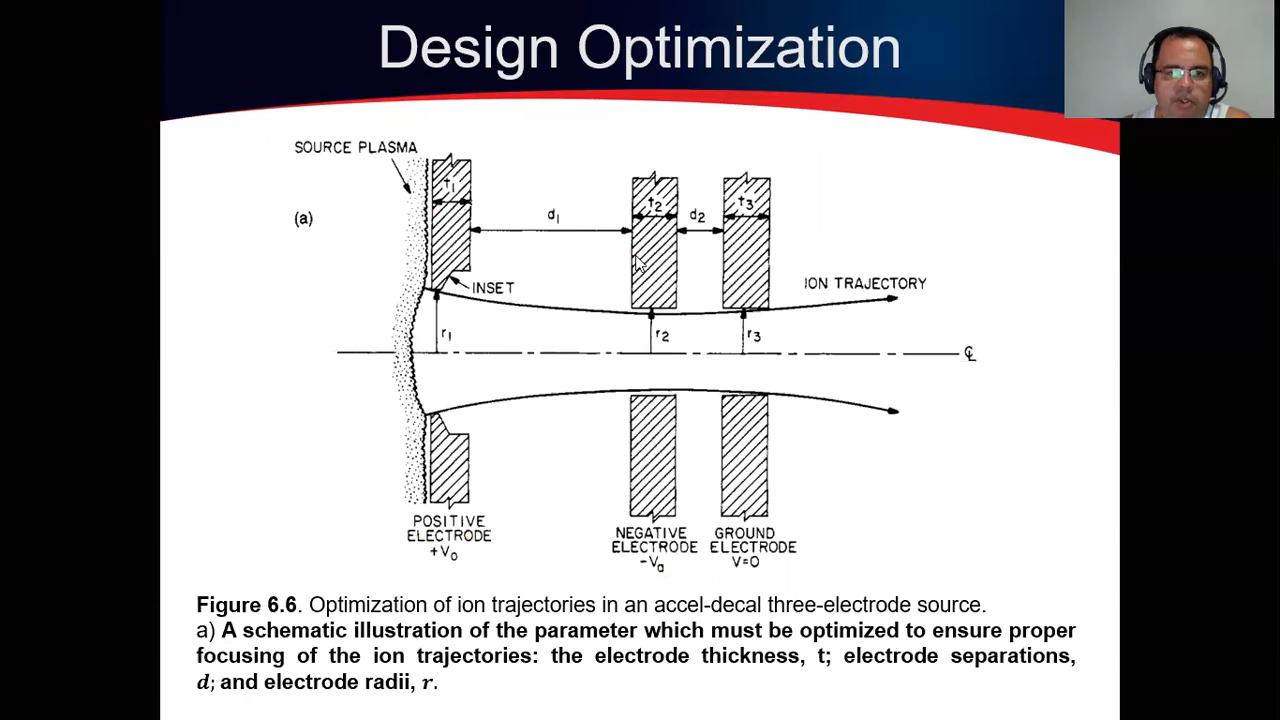 Design Optimization
SOURCE PLASMA
(a)
t1
d1
t2
d2
t3
INSET
ION TRAJECTORY
r1
r2
r3
℄
POSITIVE
ELECTRODE
+V₀
NEGATIVE
ELECTRODE
-Va
GROUND
ELECTRODE
V=0
Figure 6.6. Optimization of ion trajectories in an accel-decal three-electrode source.
a) A schematic illustration of the parameter which must be optimized to ensure proper
focusing of the ion trajectories: the electrode thickness, t; electrode separations,
d; and electrode radii, r.